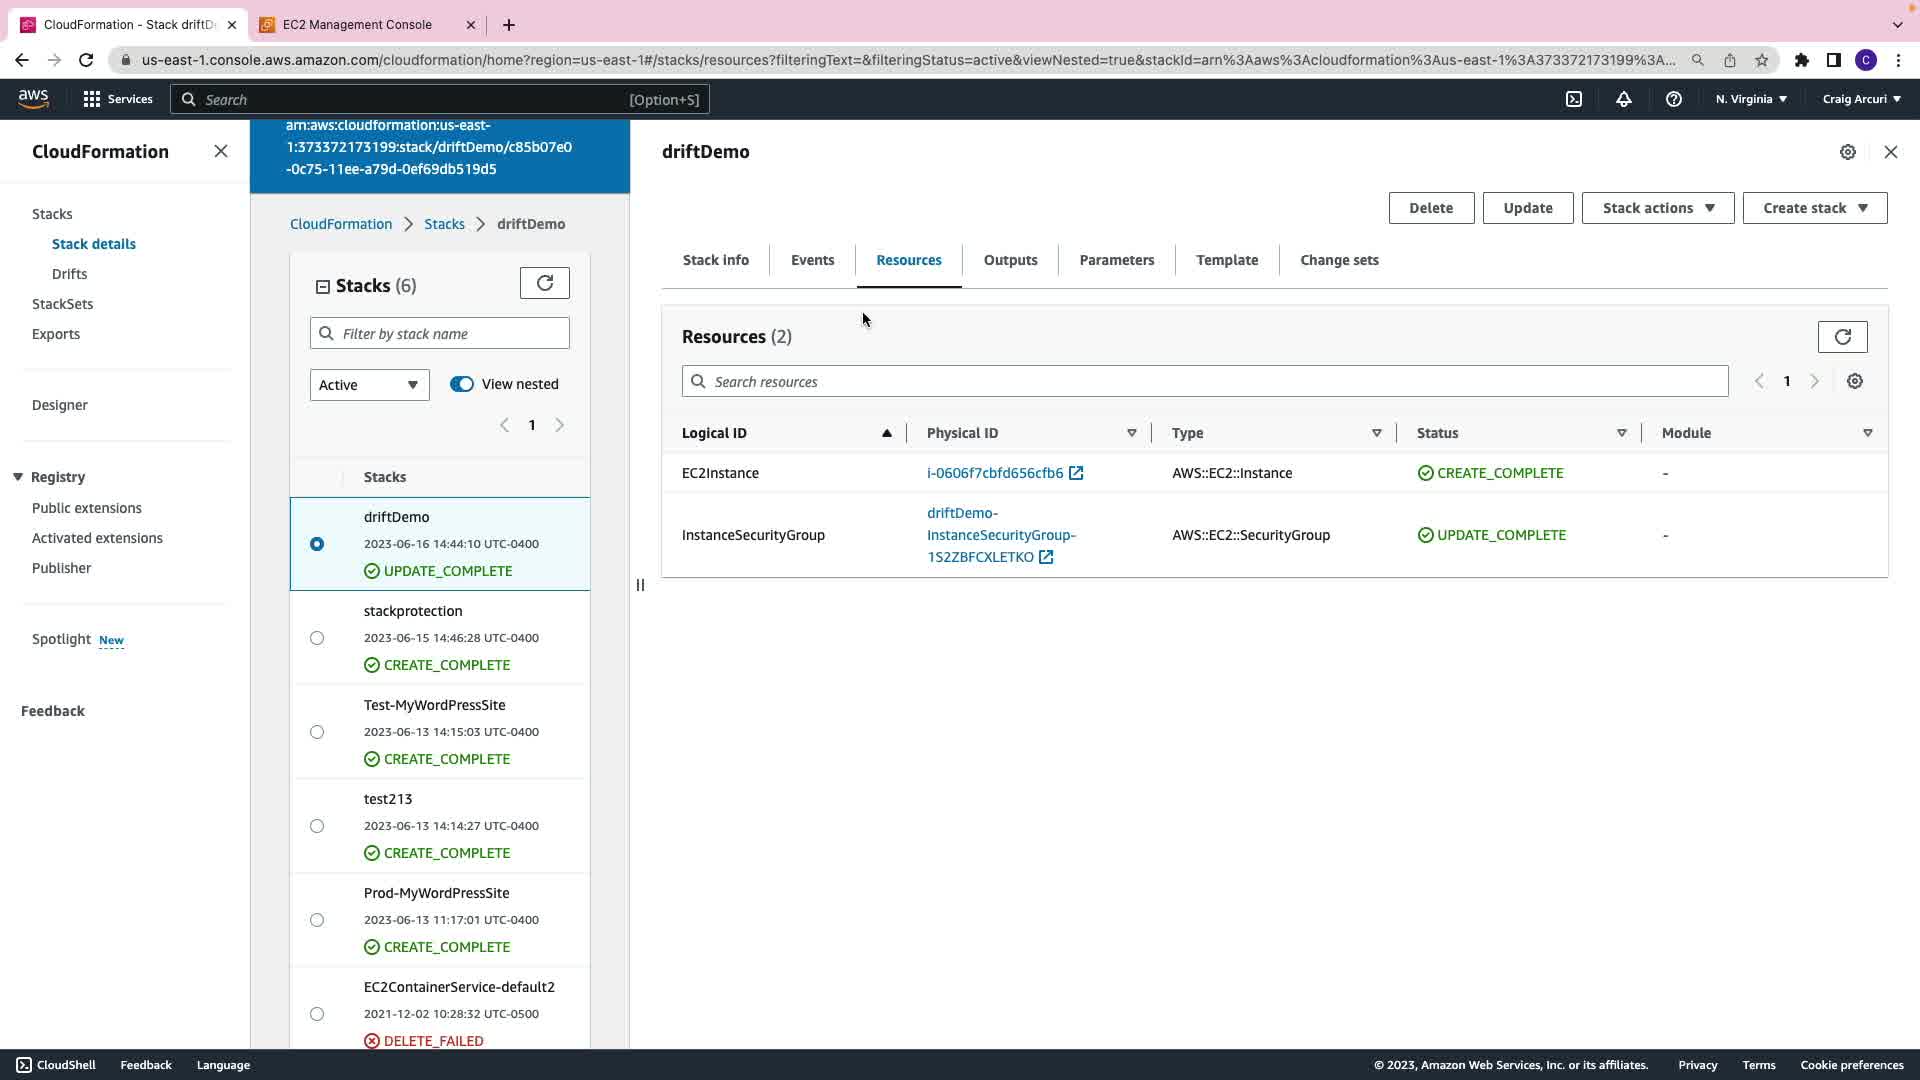 CloudFormation - Stack driftD
EC2 Management Console
us-east-1.console.aws.amazon.com/cloudformation/home?region=us-east-1#/stacks/resources?filteringText=&filteringStatus=active&viewNested=true&stackId=arn%3Aaws%3Acloudformation%3Aus-east-1%3A373372173199%3A...
C
aws
Services
Search
[Option+S]
N. Virginia
Craig Arcuri
CloudFormation
Stacks
Stack details
Drifts
StackSets
Exports
Designer
Registry
Public extensions
Activated extensions
Publisher
Spotlight New
Feedback
arn:aws:cloudformation:us-east-
1:373372173199:stack/driftDemo/c85b07e0
-0c75-11ee-a79d-0ef69db519d5
CloudFormation > Stacks > driftDemo
Stacks (6)
Filter by stack name
Active
View nested
1
Stacks
driftDemo
2023-06-16 14:44:10 UTC-0400
UPDATE_COMPLETE
stackprotection
2023-06-15 14:46:28 UTC-0400
CREATE_COMPLETE
Test-MyWordPressSite
2023-06-13 14:15:03 UTC-0400
CREATE_COMPLETE
test213
2023-06-13 14:14:27 UTC-0400
CREATE_COMPLETE
Prod-MyWordPressSite
2023-06-13 11:17:01 UTC-0400
CREATE_COMPLETE
EC2ContainerService-default2
2021-12-02 10:28:32 UTC-0500
DELETE_FAILED
driftDemo
Delete
Update
Stack actions
Create stack
Stack info
Events
Resources
Outputs
Parameters
Template
Change sets
Resources (2)
Search resources
1
Logical ID
Physical ID
Type
Status
Module
EC2Instance
i-0606f7cbfd656cfb6
AWS::EC2::Instance
CREATE_COMPLETE
-
InstanceSecurityGroup
driftDemo-
InstanceSecurityGroup-
1S2ZBFCXLETKO
AWS::EC2::SecurityGroup
UPDATE_COMPLETE
-
CloudShell
Feedback
Language
© 2023, Amazon Web Services, Inc. or its affiliates.
Privacy
Terms
Cookie preferences